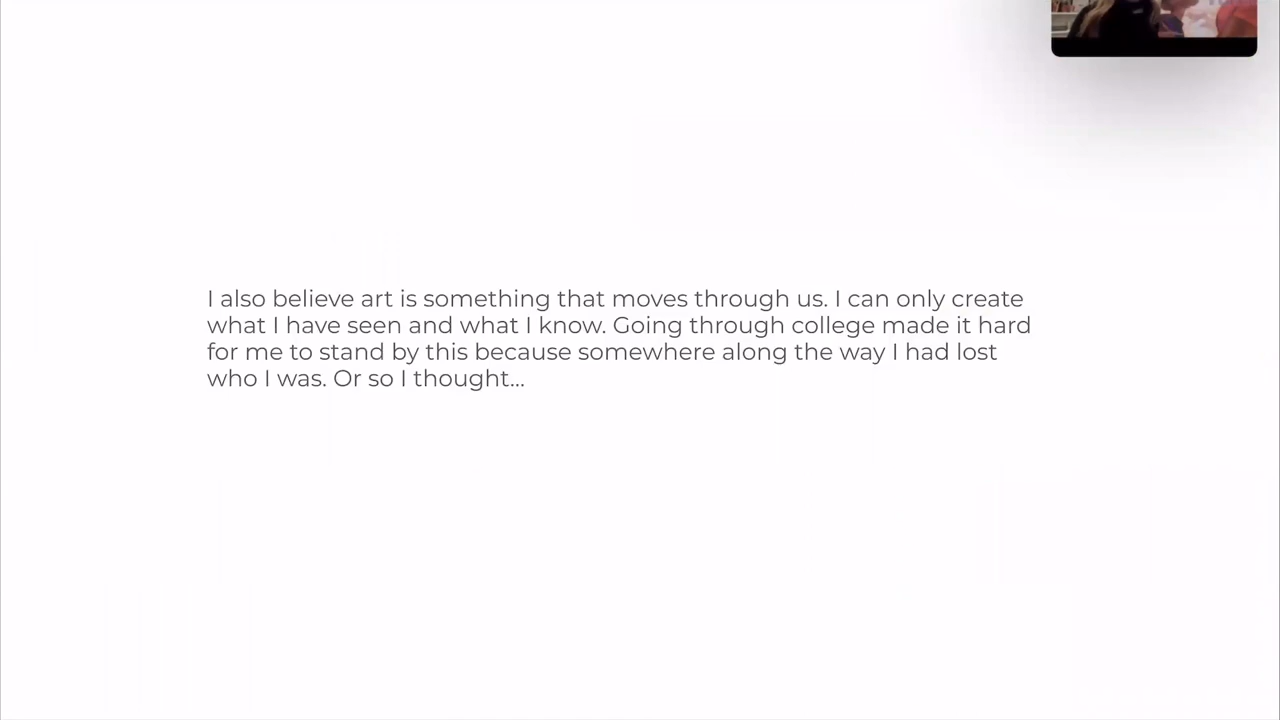 I also believe art is something that moves through us. I can only create
what I have seen and what I know. Going through college made it hard
for me to stand by this because somewhere along the way I had lost
who I was. Or so I thought...